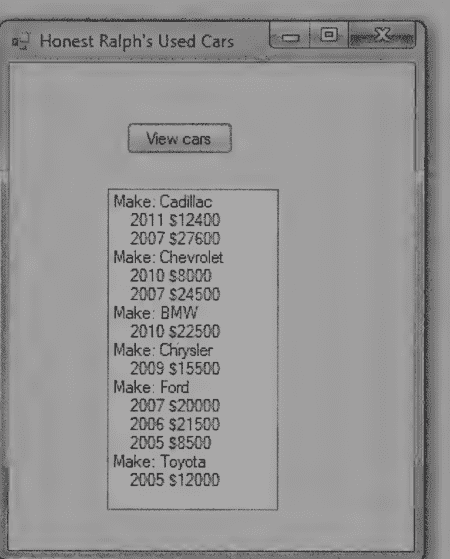 Honest Ralph's Used Cars
View cars
Make: Cadillac
2011 $12400
2007 $27600
Make: Chevrolet
2010 $8000
2007 $24500
Make: BMW
2010 $22500
Make: Chrysler
2009 $15500
Make: Ford
2007 $20000
2006 $21500
2005 $8500
Make: Toyota
2005 $12000